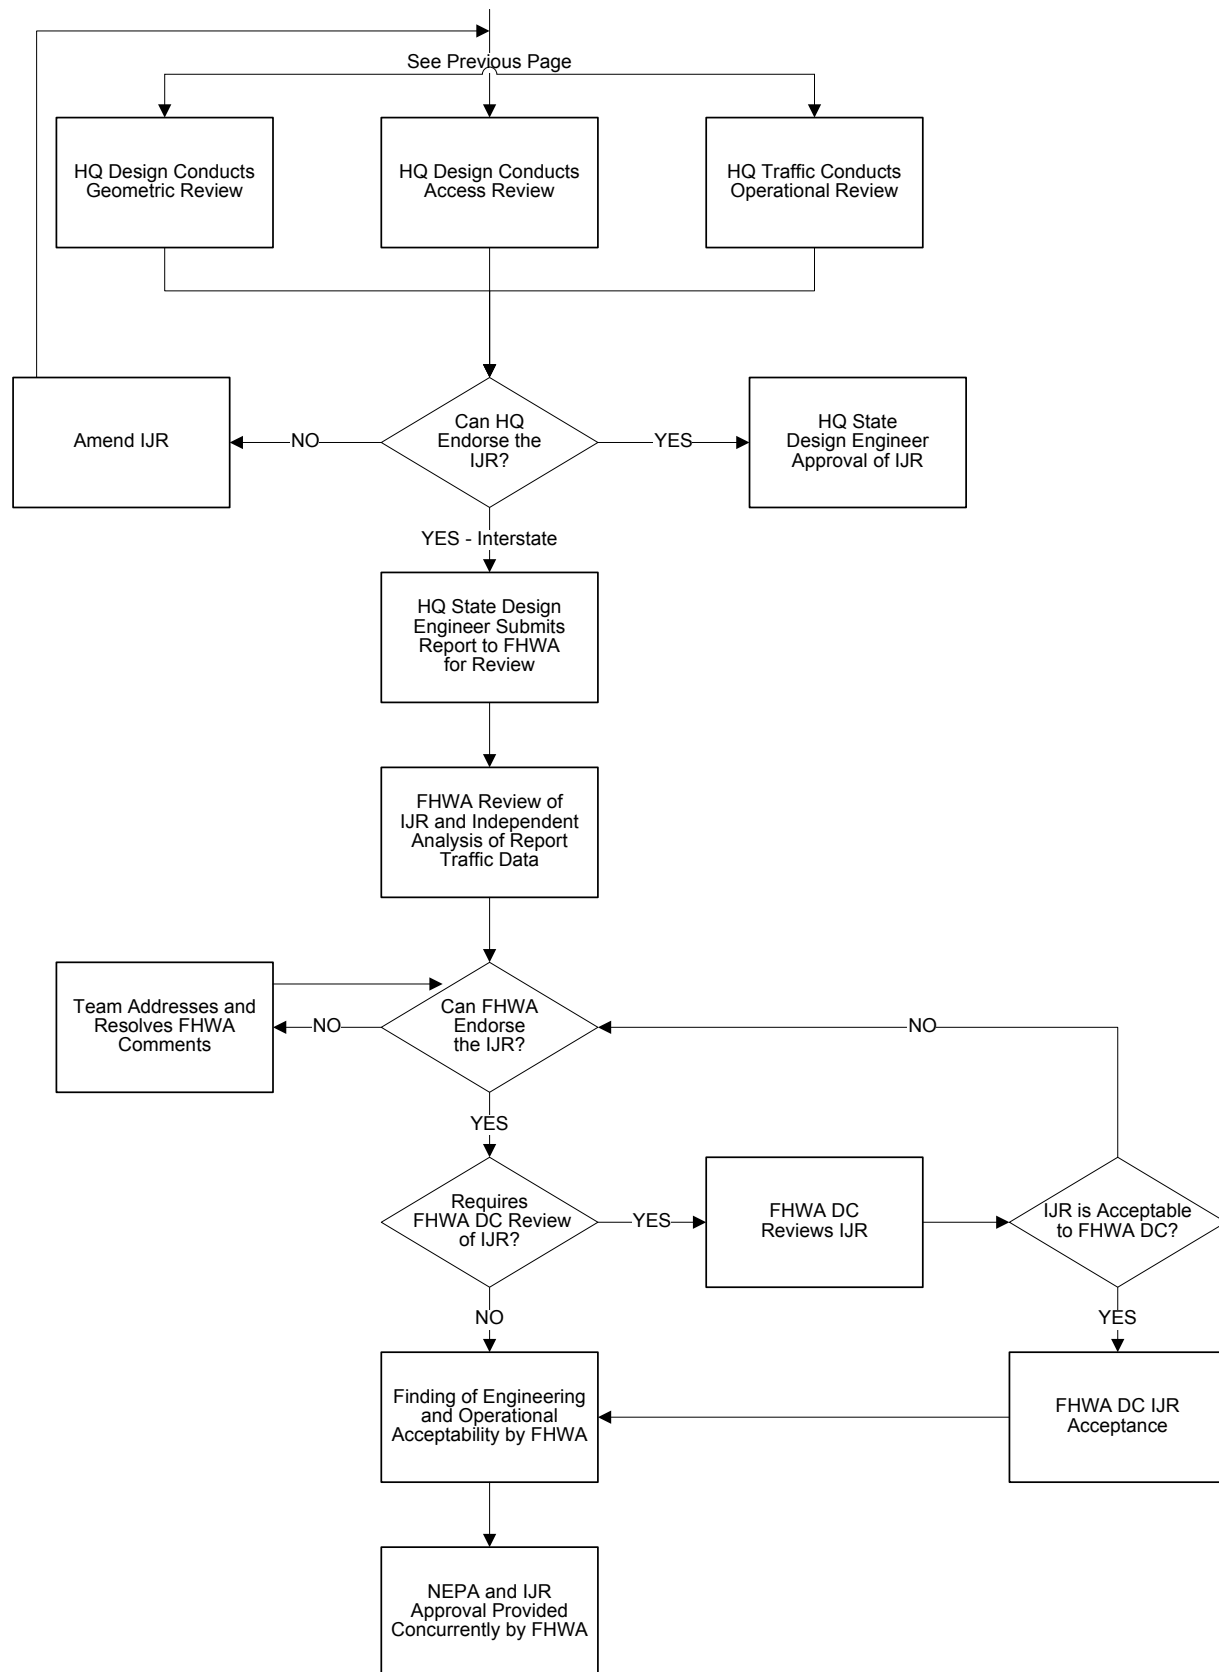 See Previous Page
HQ Design Conducts
Geometric Review
HQ Design Conducts
Access Review
HQ Traffic Conducts
Operational Review
Amend IJR
NO
Can HQ
Endorse the
IJR?
YES
HQ State
Design Engineer
Approval of IJR
YES - Interstate
HQ State Design
Engineer Submits
Report to FHWA
for Review
FHWA Review of
IJR and Independent
Analysis of Report
Traffic Data
Team Addresses and
Resolves FHWA
Comments
NO
Can FHWA
Endorse
the IJR?
NO
YES
Requires
FHWA DC Review
of IJR?
YES
FHWA DC
Reviews IJR
IJR is Acceptable
to FHWA DC?
NO
YES
Finding of Engineering
and Operational
Acceptability by FHWA
FHWA DC IJR
Acceptance
NEPA and IJR
Approval Provided
Concurrently by FHWA